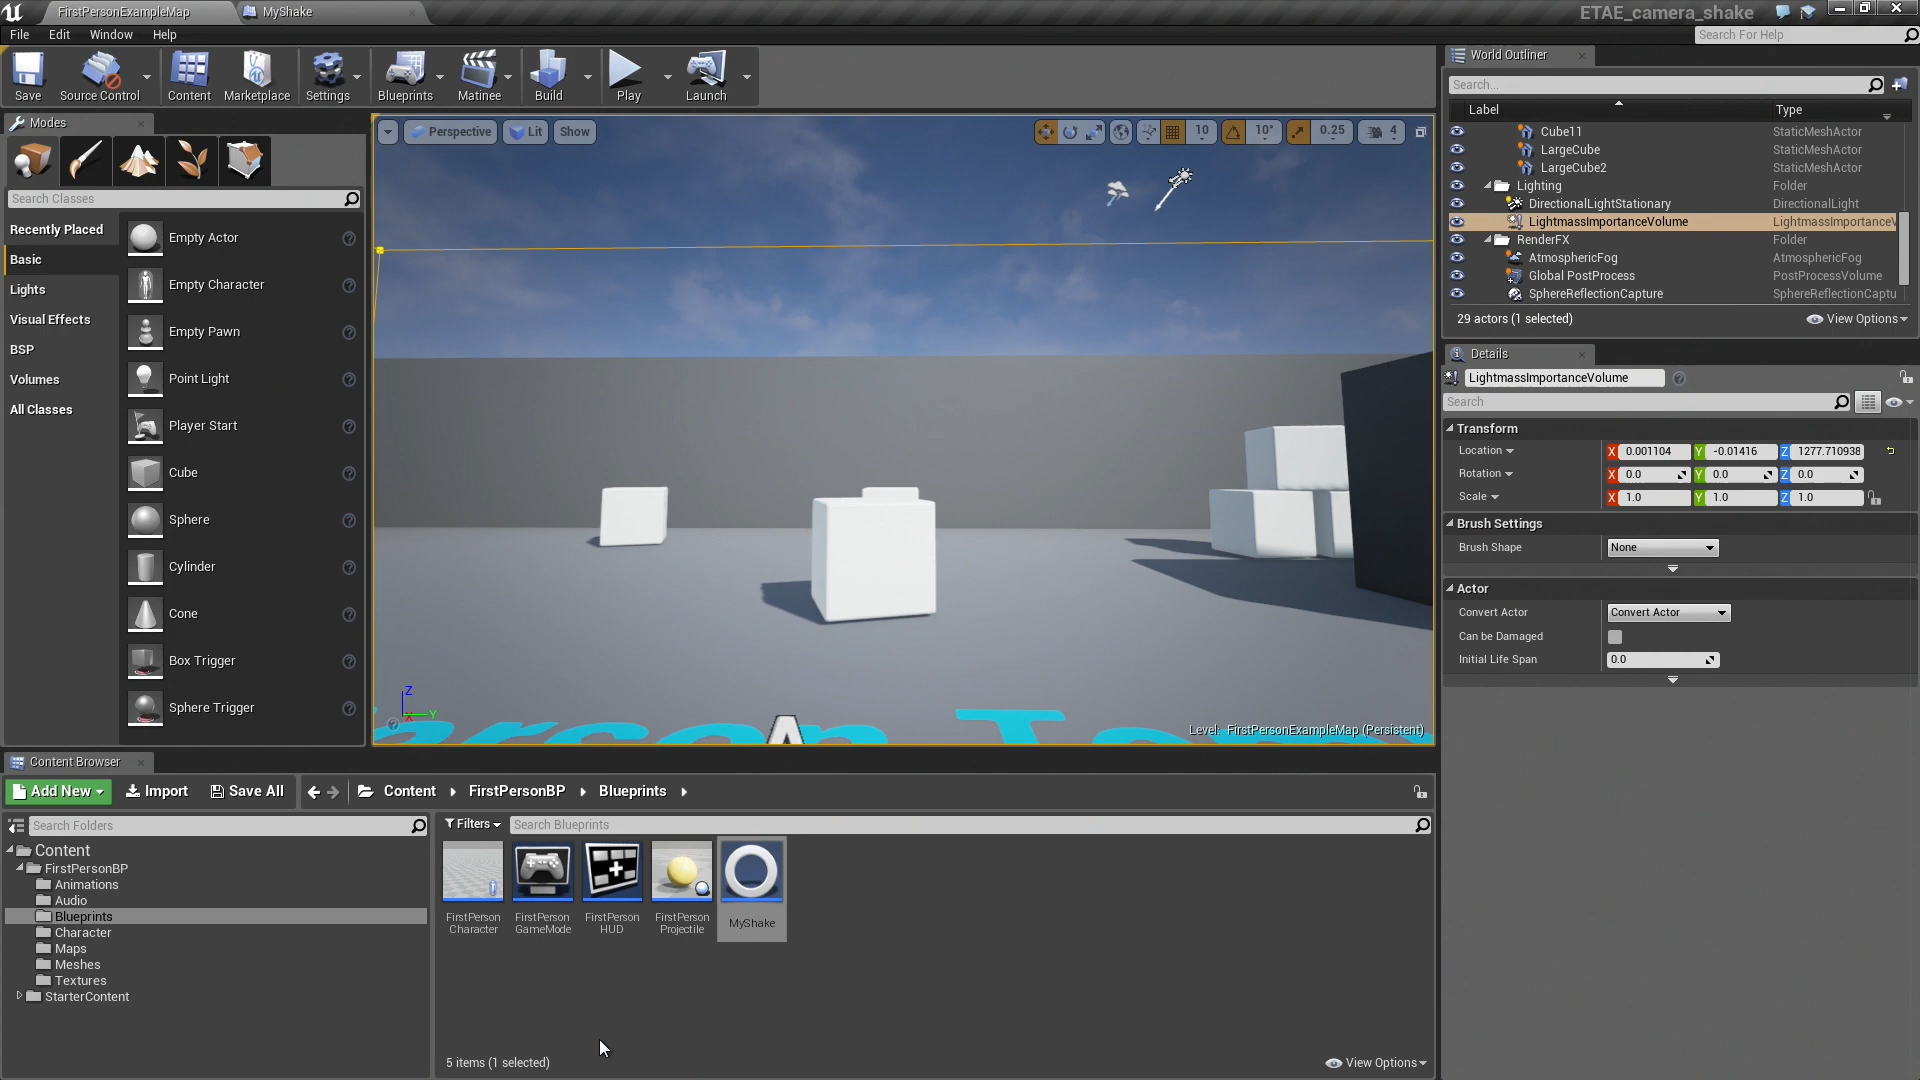 FirstPersonExampleMap
MyShake
ETAE_camera_shake
File
Edit
Window
Help
Search For Help
Save
Source Control
Content
Marketplace
Settings
Blueprints
Matinee
Build
Play
Launch
Modes
Search Classes
Recently Placed
Basic
Lights
Visual Effects
BSP
Volumes
All Classes
Empty Actor
Empty Character
Empty Pawn
Point Light
Player Start
Cube
Sphere
Cylinder
Cone
Box Trigger
Sphere Trigger
Perspective
Lit
Show
10
10°
0.25
4
Z
X
Y
Level: FirstPersonExampleMap (Persistent)
World Outliner
Search...
Label
Type
Cube11 StaticMeshActor
LargeCube StaticMeshActor
LargeCube2 StaticMeshActor
Lighting Folder
DirectionalLightStationary DirectionalLight
LightmassImportanceVolume LightmassImportanceV
RenderFX Folder
AtmosphericFog AtmosphericFog
Global PostProcess PostProcessVolume
SphereReflectionCapture SphereReflectionCaptu
29 actors (1 selected)
View Options
Details
LightmassImportanceVolume
Search
Transform
Location X 0.001104 Y -0.01416 Z 1277.710938
Rotation X 0.0 Y 0.0 Z 0.0
Scale X 1.0 Y 1.0 Z 1.0
Brush Settings
Brush Shape None
Actor
Convert Actor Convert Actor
Can be Damaged
Initial Life Span 0.0
Content Browser
Add New
Import
Save All
Content
FirstPersonBP
Blueprints
Search Folders
Filters
Search Blueprints
Content
FirstPersonBP
Animations
Audio
Blueprints
Character
Maps
Meshes
Textures
StarterContent
FirstPerson
Character
FirstPerson
GameMode
FirstPerson
HUD
FirstPerson
Projectile
MyShake
5 items (1 selected)
View Options